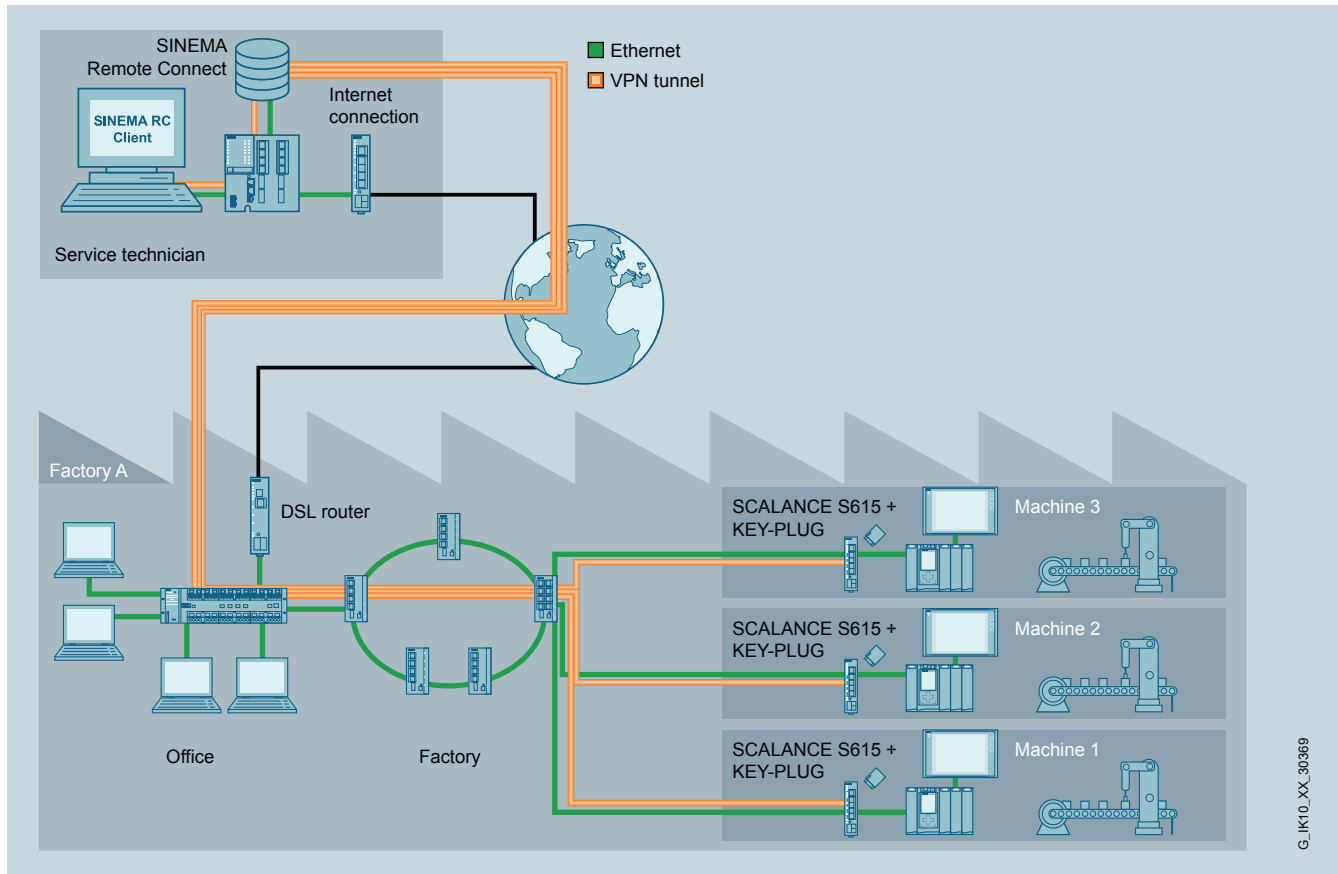 SINEMA
Remote Connect
Ethernet
VPN tunnel
Internet
connection
SINEMA RC
Client
Service technician
Factory A
DSL router
SCALANCE S615 +
KEY-PLUG
Machine 3
SCALANCE S615 +
KEY-PLUG
Machine 2
SCALANCE S615 +
KEY-PLUG
Machine 1
Office
Factory
G_IK10_XX_30369